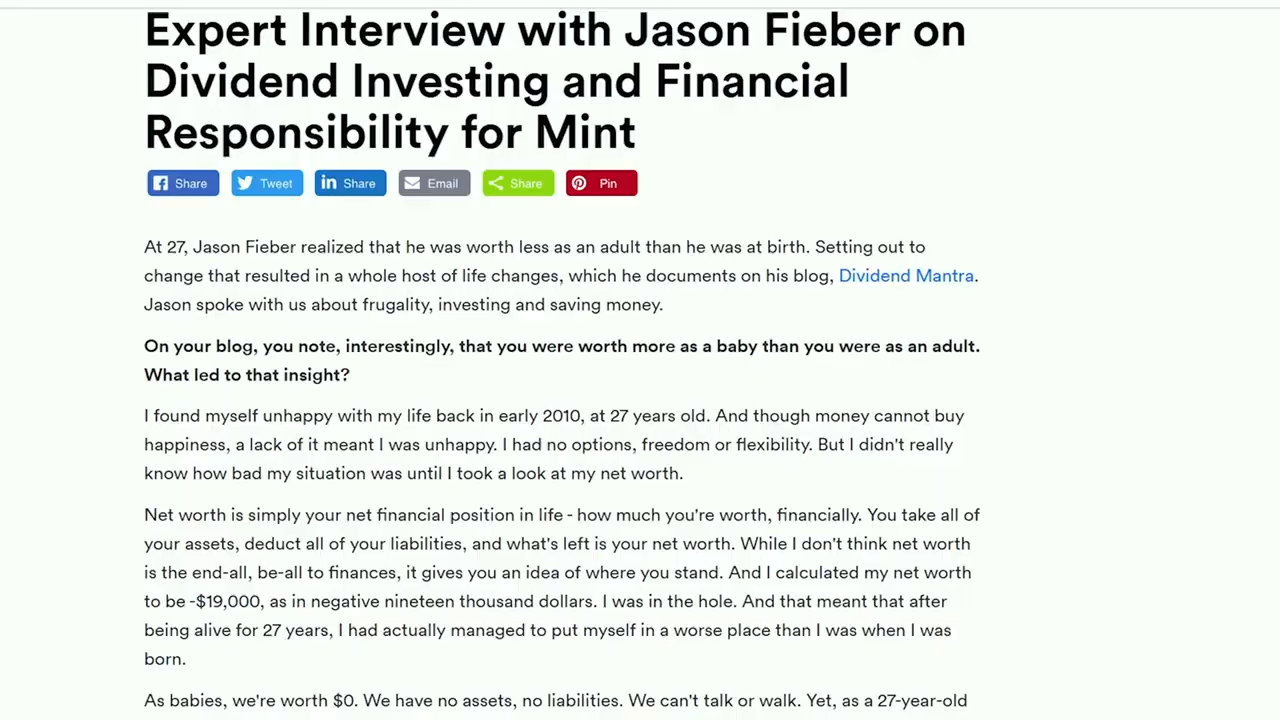 Expert Interview with Jason Fieber on
Dividend Investing and Financial
Responsibility for Mint
Share Tweet Share Email Share Pin
At 27, Jason Fieber realized that he was worth less as an adult than he was at birth. Setting out to
change that resulted in a whole host of life changes, which he documents on his blog, Dividend Mantra.
Jason spoke with us about frugality, investing and saving money.
On your blog, you note, interestingly, that you were worth more as a baby than you were as an adult.
What led to that insight?
I found myself unhappy with my life back in early 2010, at 27 years old. And though money cannot buy
happiness, a lack of it meant I was unhappy. I had no options, freedom or flexibility. But I didn't really
know how bad my situation was until I took a look at my net worth.
Net worth is simply your net financial position in life - how much you're worth, financially. You take all of
your assets, deduct all of your liabilities, and what's left is your net worth. While I don't think net worth
is the end-all, be-all to finances, it gives you an idea of where you stand. And I calculated my net worth
to be -$19,000, as in negative nineteen thousand dollars. I was in the hole. And that meant that after
being alive for 27 years, I had actually managed to put myself in a worse place than I was when I was
born.
As babies, we're worth $0. We have no assets, no liabilities. We can't talk or walk. Yet, as a 27-year-old